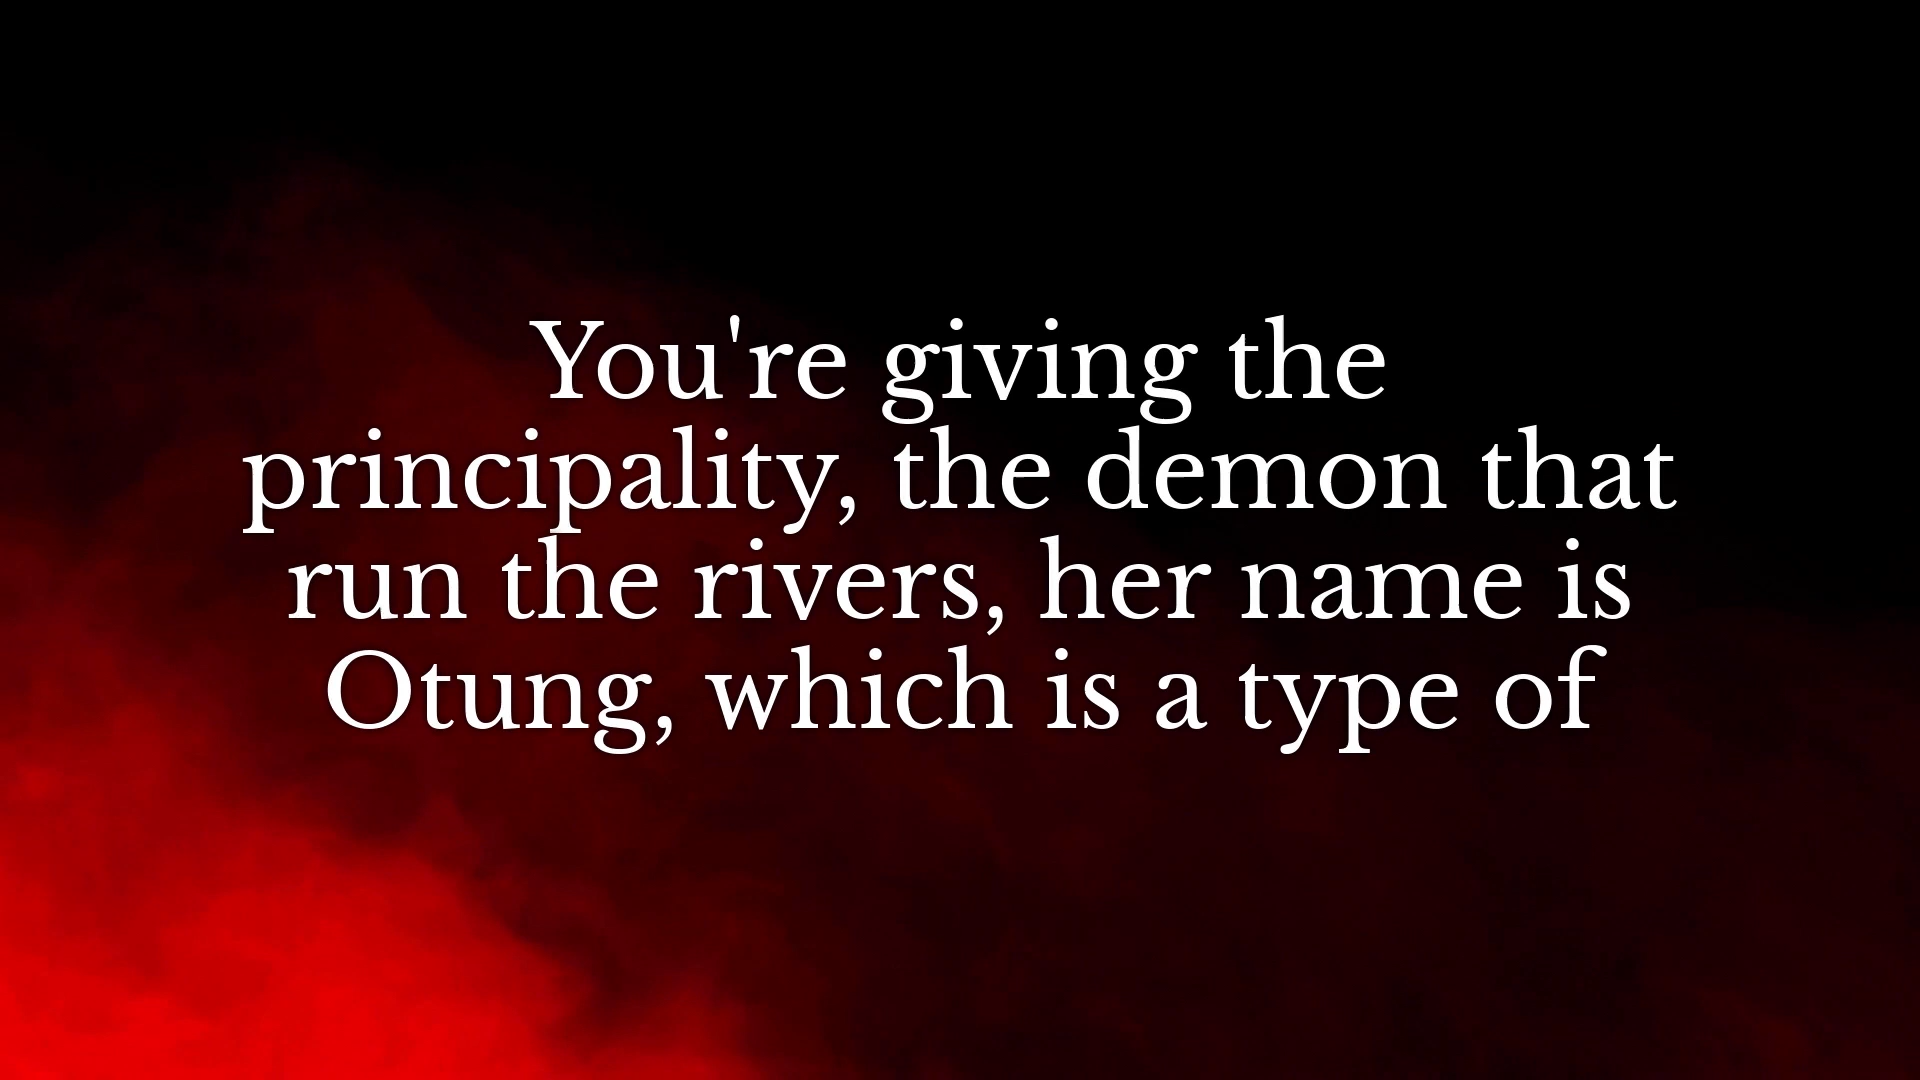 You're giving the
principality, the demon that
run the rivers, her name is
Otung, which is a type of